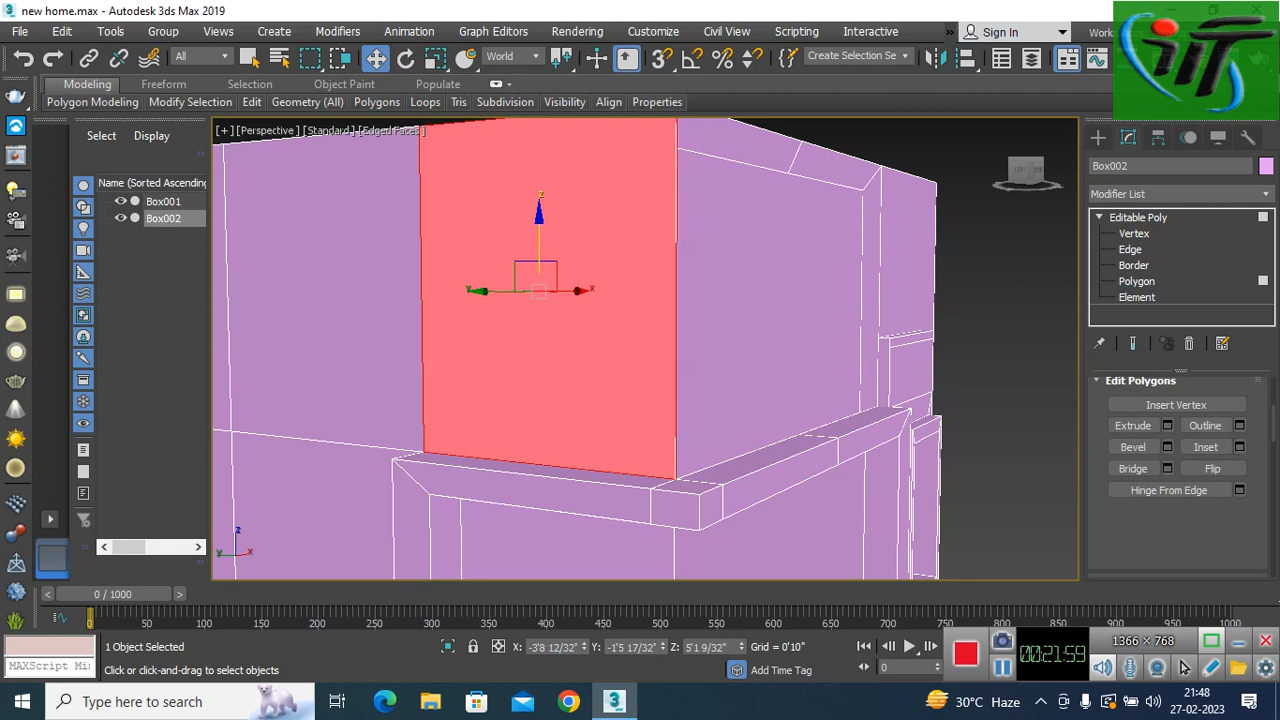 new home.max - Autodesk 3ds Max 2019
File Edit Tools Group Views Create Modifiers Animation Graph Editors Rendering Customize Civil View Scripting Interactive » Sign In
iiT
All World Create Selection Se
Modeling Freeform Selection Object Paint Populate
Polygon Modeling Modify Selection Edit Geometry (All) Polygons Loops Tris Subdivision Visibility Align Properties
Select Display
[+] [Perspective ] [Standard ] [Edged Faces ]
Name (Sorted Ascending
Box001
Box002
z
y x
z
y x
Box002
Modifier List
Editable Poly
Vertex
Edge
Border
Polygon
Element
Edit Polygons
Insert Vertex
Extrude Outline
Bevel Inset
Bridge Flip
Hinge From Edge
< 0 / 1000 >
0 50 100 150 200 250 300 350 400 450 500 550 600 650 700 750 800 850 900 950 1000
1 Object Selected
X: -3'8 12/32" Y: -1'5 17/32" Z: 5'1 9/32" Grid = 0'10"
MAXScript Mi
Click or click-and-drag to select objects
Add Time Tag
0
1366 × 768
00:21:59
Type here to search
3
30°C Haze
21:48
27-02-2023